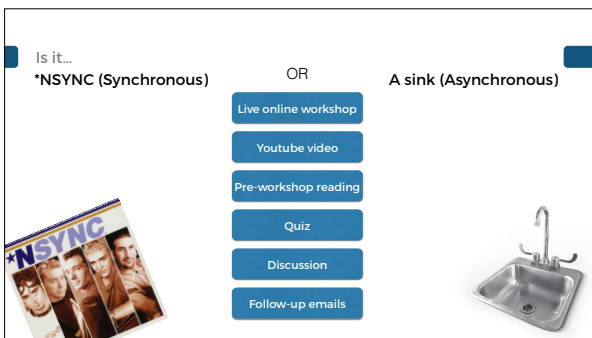 Is it...
*NSYNC (Synchronous)
OR
A sink (Asynchronous)
Live online workshop
Youtube video
Pre-workshop reading
Quiz
Discussion
Follow-up emails
*NSYNC